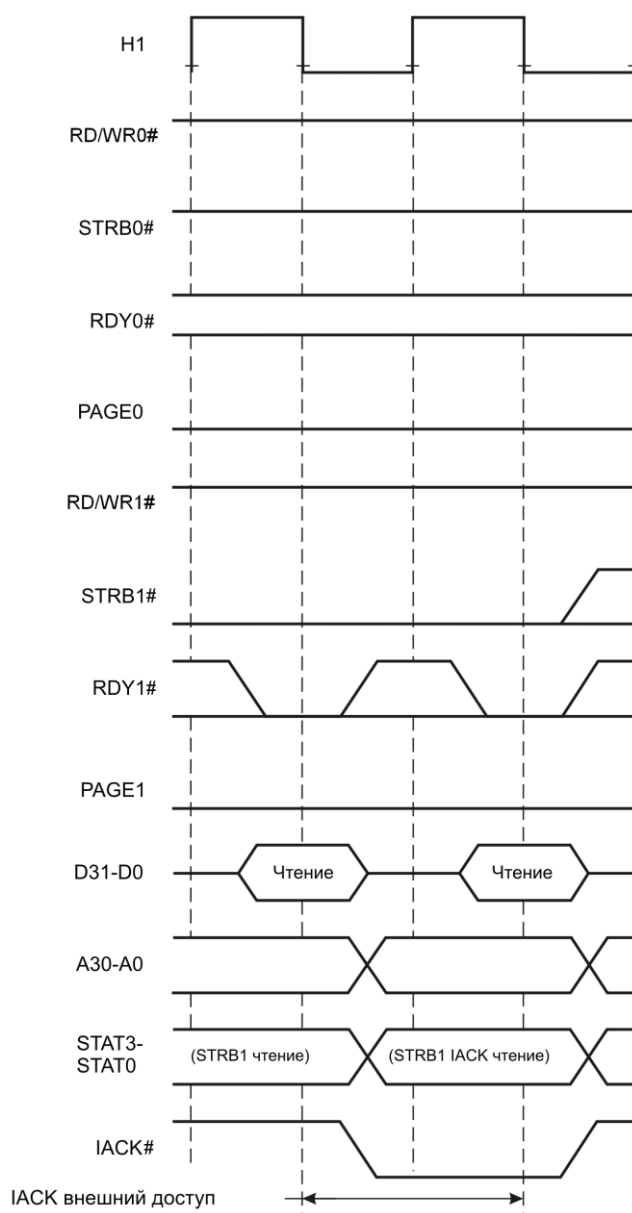 H1
RD/WR0#
STRB0#
RDY0#
PAGE0
RD/WR1#
STRB1#
RDY1#
PAGE1
D31-D0
Чтение
Чтение
A30-A0
STAT3-
STAT0
(STRB1 чтение)
(STRB1 IACK чтение)
IACK#
IACK внешний доступ